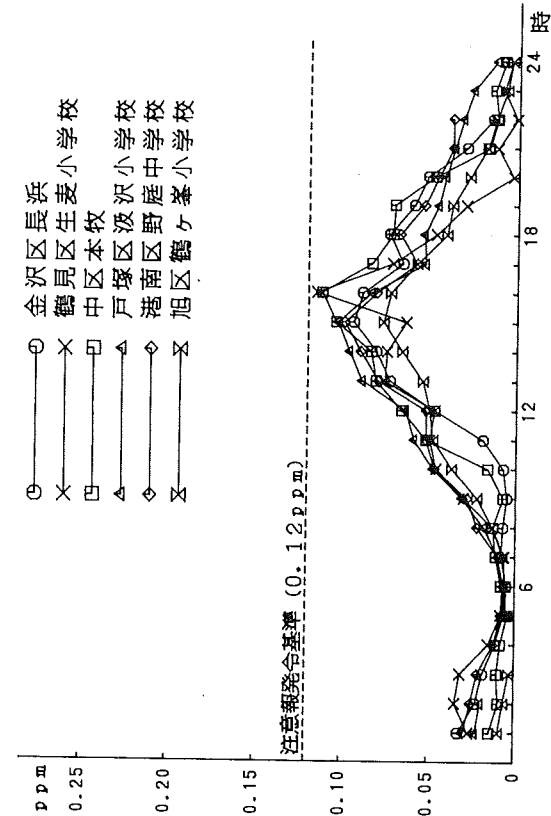 ppm
0.25
0.20
0.15
0.10
0.05
0
6
12
18
24
時
注意報発令基準(0.12ppm)
金沢区長浜
鶴見区生麦小学校
中区本牧
戸塚区汲沢小学校
港南区野庭中学校
旭区鶴ヶ峯小学校